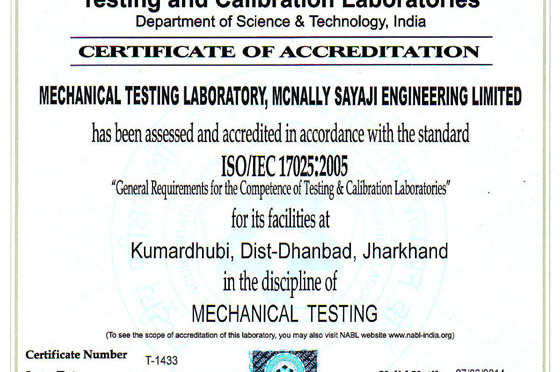 Testing and Calibration Laboratories
Department of Science & Technology, India
CERTIFICATE OF ACCREDITATION
MECHANICAL TESTING LABORATORY, MCNALLY SAYAJI ENGINEERING LIMITED
has been assessed and accredited in accordance with the standard
ISO/IEC 17025:2005
"General Requirements for the Competence of Testing & Calibration Laboratories"
for its facilities at
Kumardhubi, Dist-Dhanbad, Jharkhand
in the discipline of
MECHANICAL TESTING
(To see the scope of accreditation of this laboratory, you may also visit NABL website www.nabl-india.org)
Certificate Number T-1433